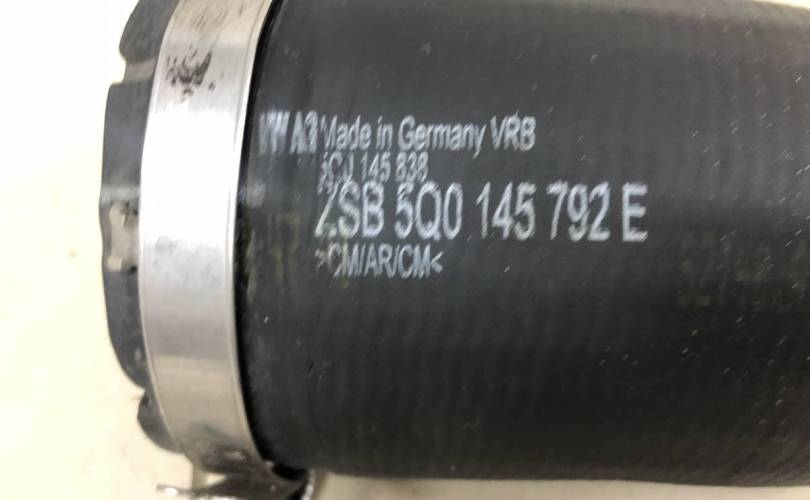 Made in Germany VRB
145 838
ZSB 5Q0 145 792 E
>CM/AR/CM<